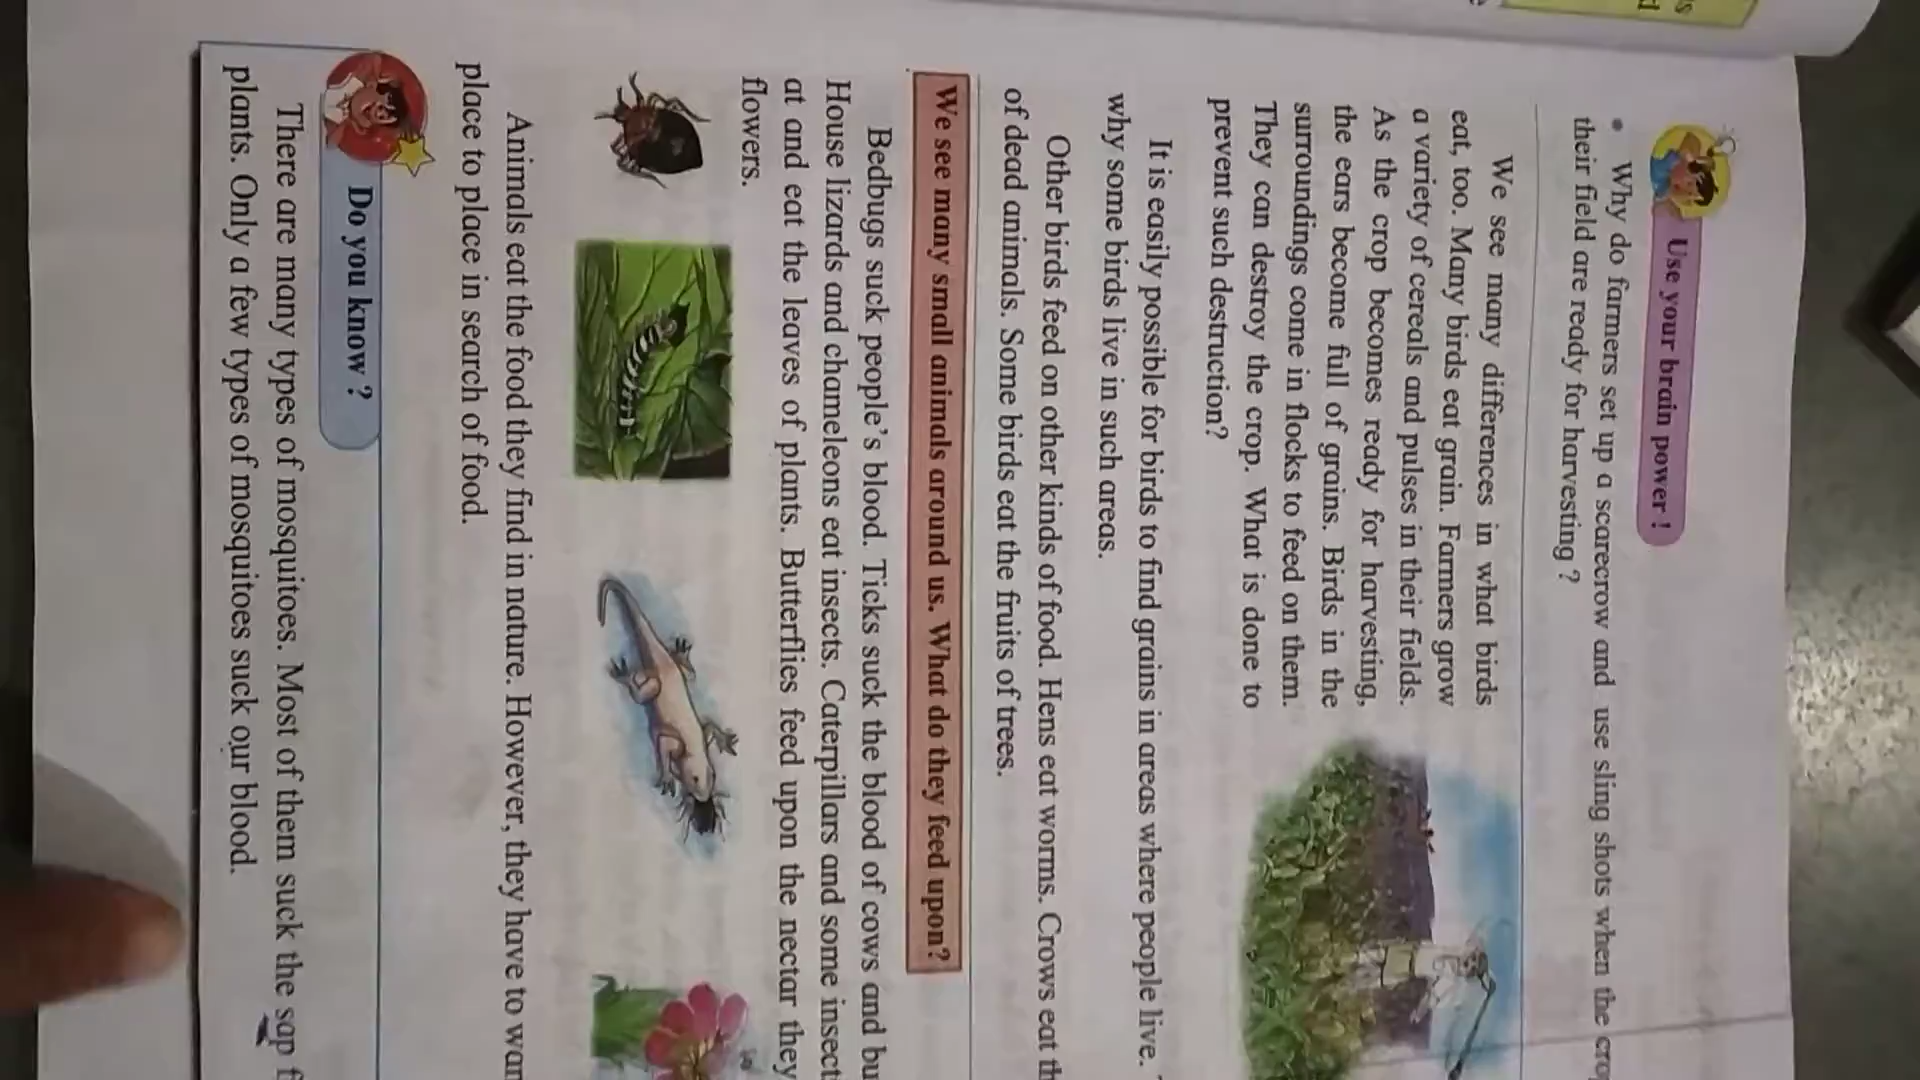 Use your brain power !
• Why do farmers set up a scarecrow and use sling shots when the
their field are ready for harvesting ?
We see many differences in what birds
eat, too. Many birds eat grain. Farmers grow
a variety of cereals and pulses in their fields.
As the crop becomes ready for harvesting,
the ears become full of grains. Birds in the
surroundings come in flocks to feed on them.
They can destroy the crop. What is done to
prevent such destruction?
It is easily possible for birds to find grains in areas where people live.
why some birds live in such areas.
Other birds feed on other kinds of food. Hens eat worms. Crows eat
of dead animals. Some birds eat the fruits of trees.
We see many small animals around us. What do they feed upon?
Bedbugs suck people's blood. Ticks suck the blood of cows and
House lizards and chameleons eat insects. Caterpillars and some
at and eat the leaves of plants. Butterflies feed upon the nectar they
flowers.
Animals eat the food they find in nature. However, they have to
place to place in search of food.
Do you know ?
There are many types of mosquitoes. Most of them suck the sap
plants. Only a few types of mosquitoes suck our blood.